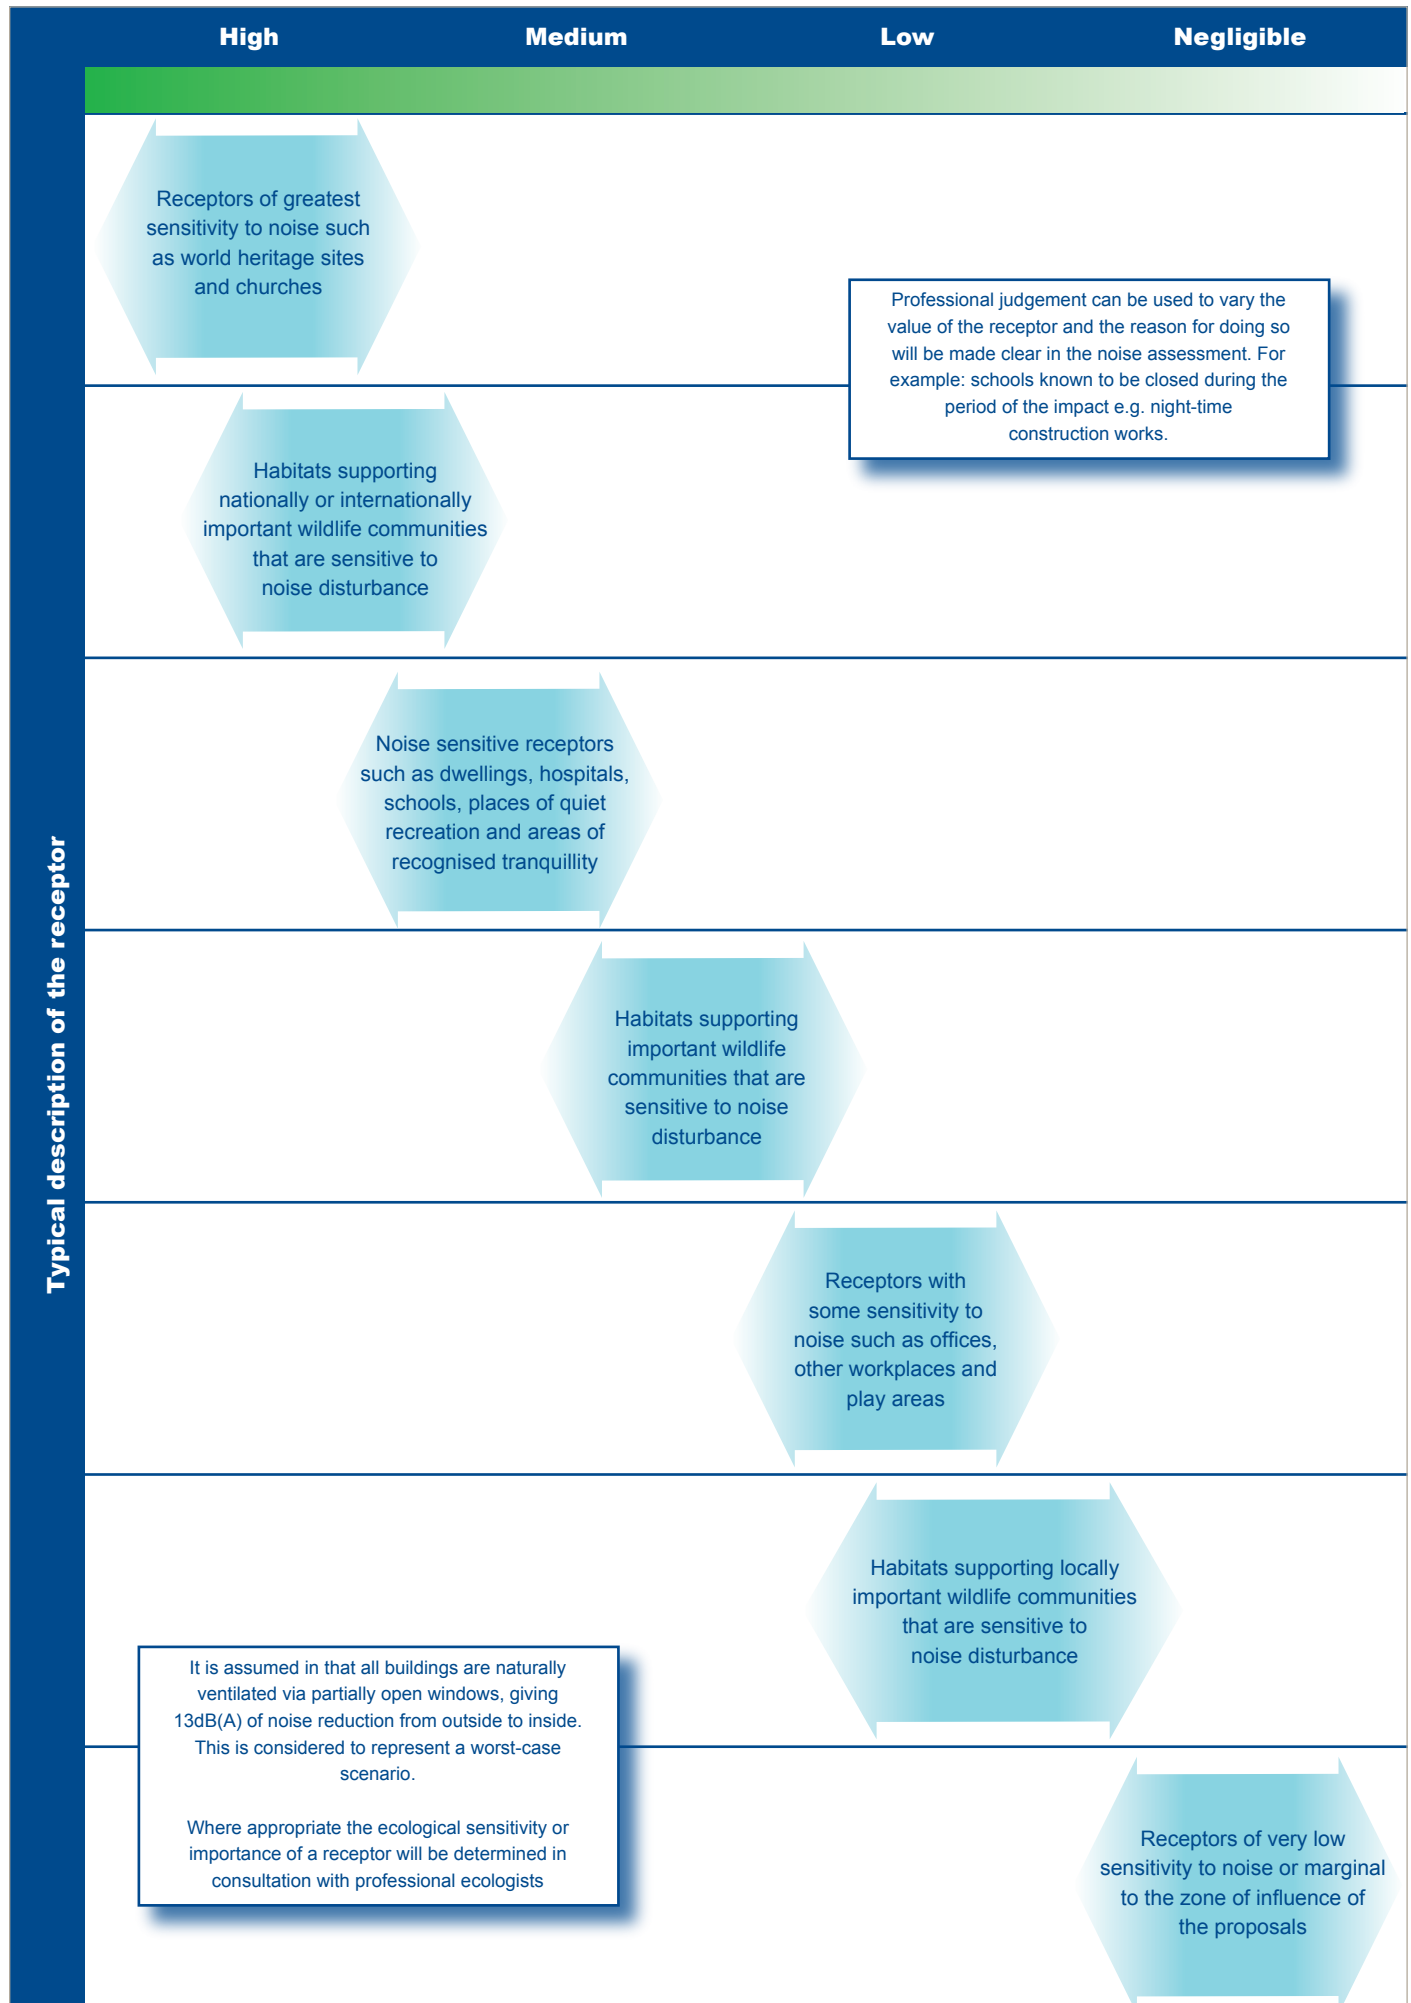 High Medium Low Negligible
Typical description of the receptor
Receptors of greatest
sensitivity to noise such
as world heritage sites
and churches
Professional judgement can be used to vary the
value of the receptor and the reason for doing so
will be made clear in the noise assessment. For
example: schools known to be closed during the
period of the impact e.g. night-time
construction works.
Habitats supporting
nationally or internationally
important wildlife communities
that are sensitive to
noise disturbance
Noise sensitive receptors
such as dwellings, hospitals,
schools, places of quiet
recreation and areas of
recognised tranquillity
Habitats supporting
important wildlife
communities that are
sensitive to noise
disturbance
Receptors with
some sensitivity to
noise such as offices,
other workplaces and
play areas
Habitats supporting locally
important wildlife communities
that are sensitive to
noise disturbance
It is assumed in that all buildings are naturally
ventilated via partially open windows, giving
13dB(A) of noise reduction from outside to inside.
This is considered to represent a worst-case
scenario.
Where appropriate the ecological sensitivity or
importance of a receptor will be determined in
consultation with professional ecologists
Receptors of very low
sensitivity to noise or marginal
to the zone of influence of
the proposals